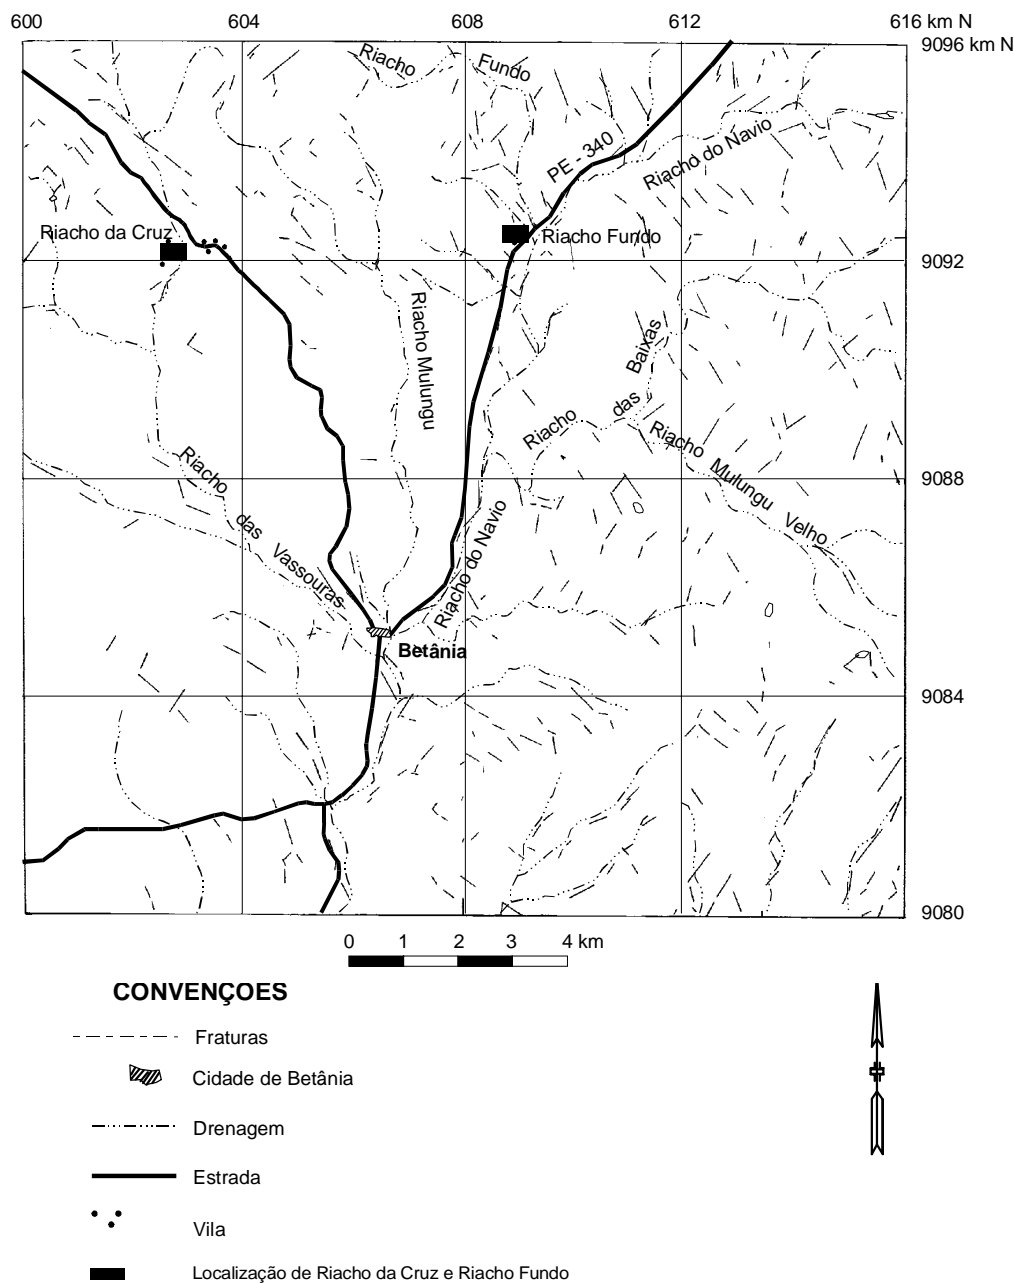 600 604 608 612 616 km N
9096 km N
Riacho Fundo
PE - 340
Riacho do Navio
Riacho da Cruz
Riacho Fundo
9092
Riacho Mulungu
Riacho das Baixas
Riacho Mulungu Velho
Riacho das Vassouras
9088
Riacho do Navio
Betânia
9084
9080
0 1 2 3 4 km
CONVENÇOES
Fraturas
Cidade de Betânia
Drenagem
Estrada
Vila
Localização de Riacho da Cruz e Riacho Fundo